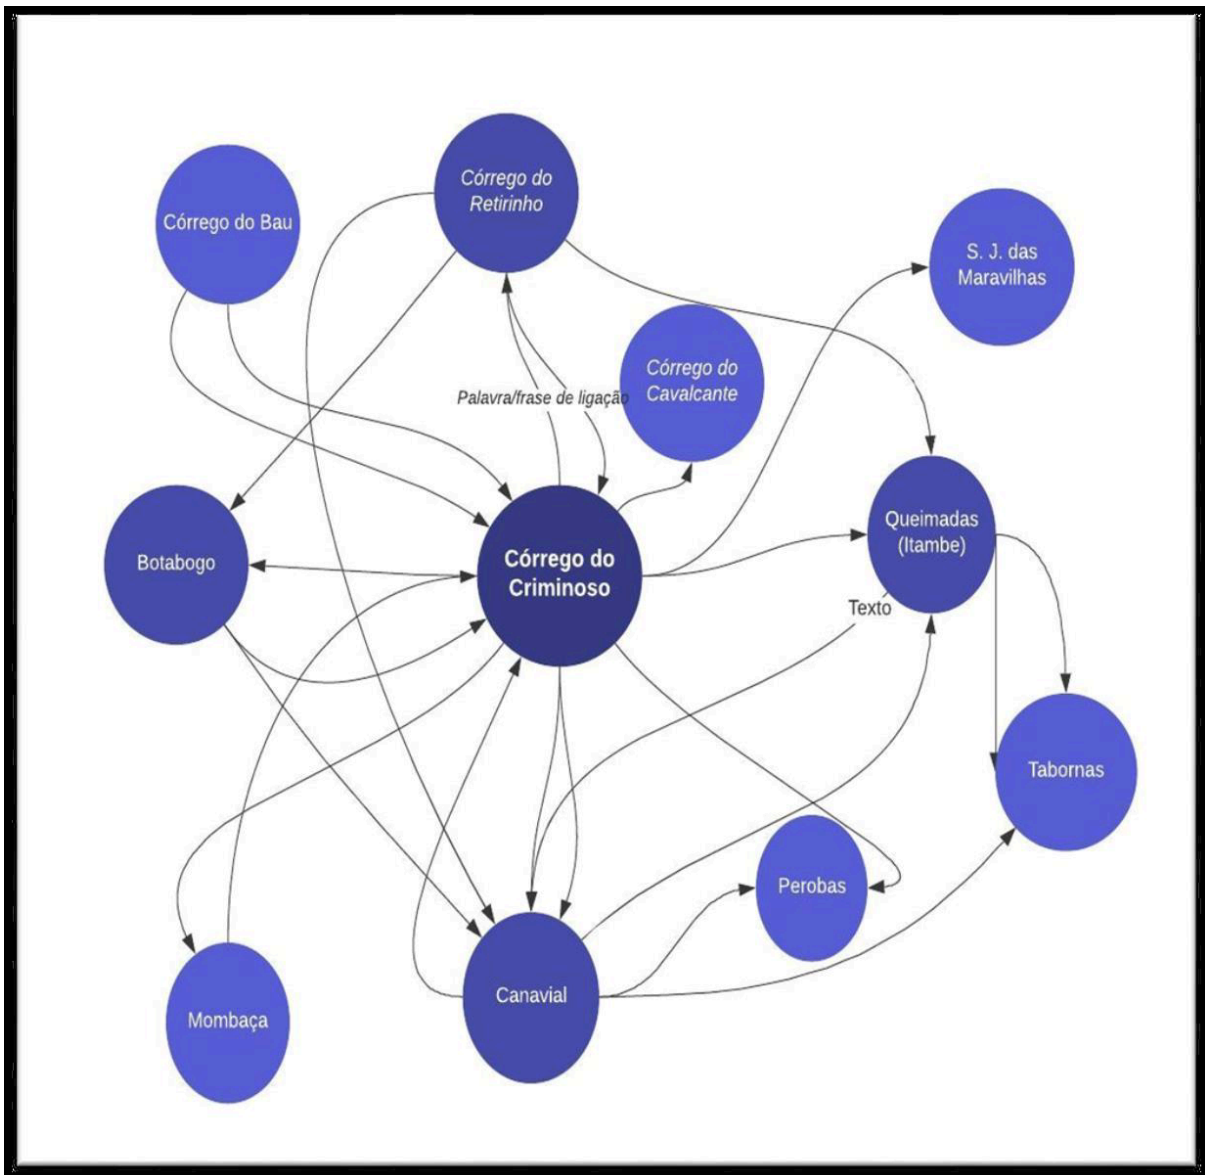 Córrego do
Retirinho
Córrego do Bau
S. J. das
Maravilhas
Córrego do
Cavalcante
Palavra/frase de ligação
Queimadas
(Itambe)
Córrego do
Criminoso
Botabogo
Texto
Tabornas
Perobas
Canavial
Mombaça